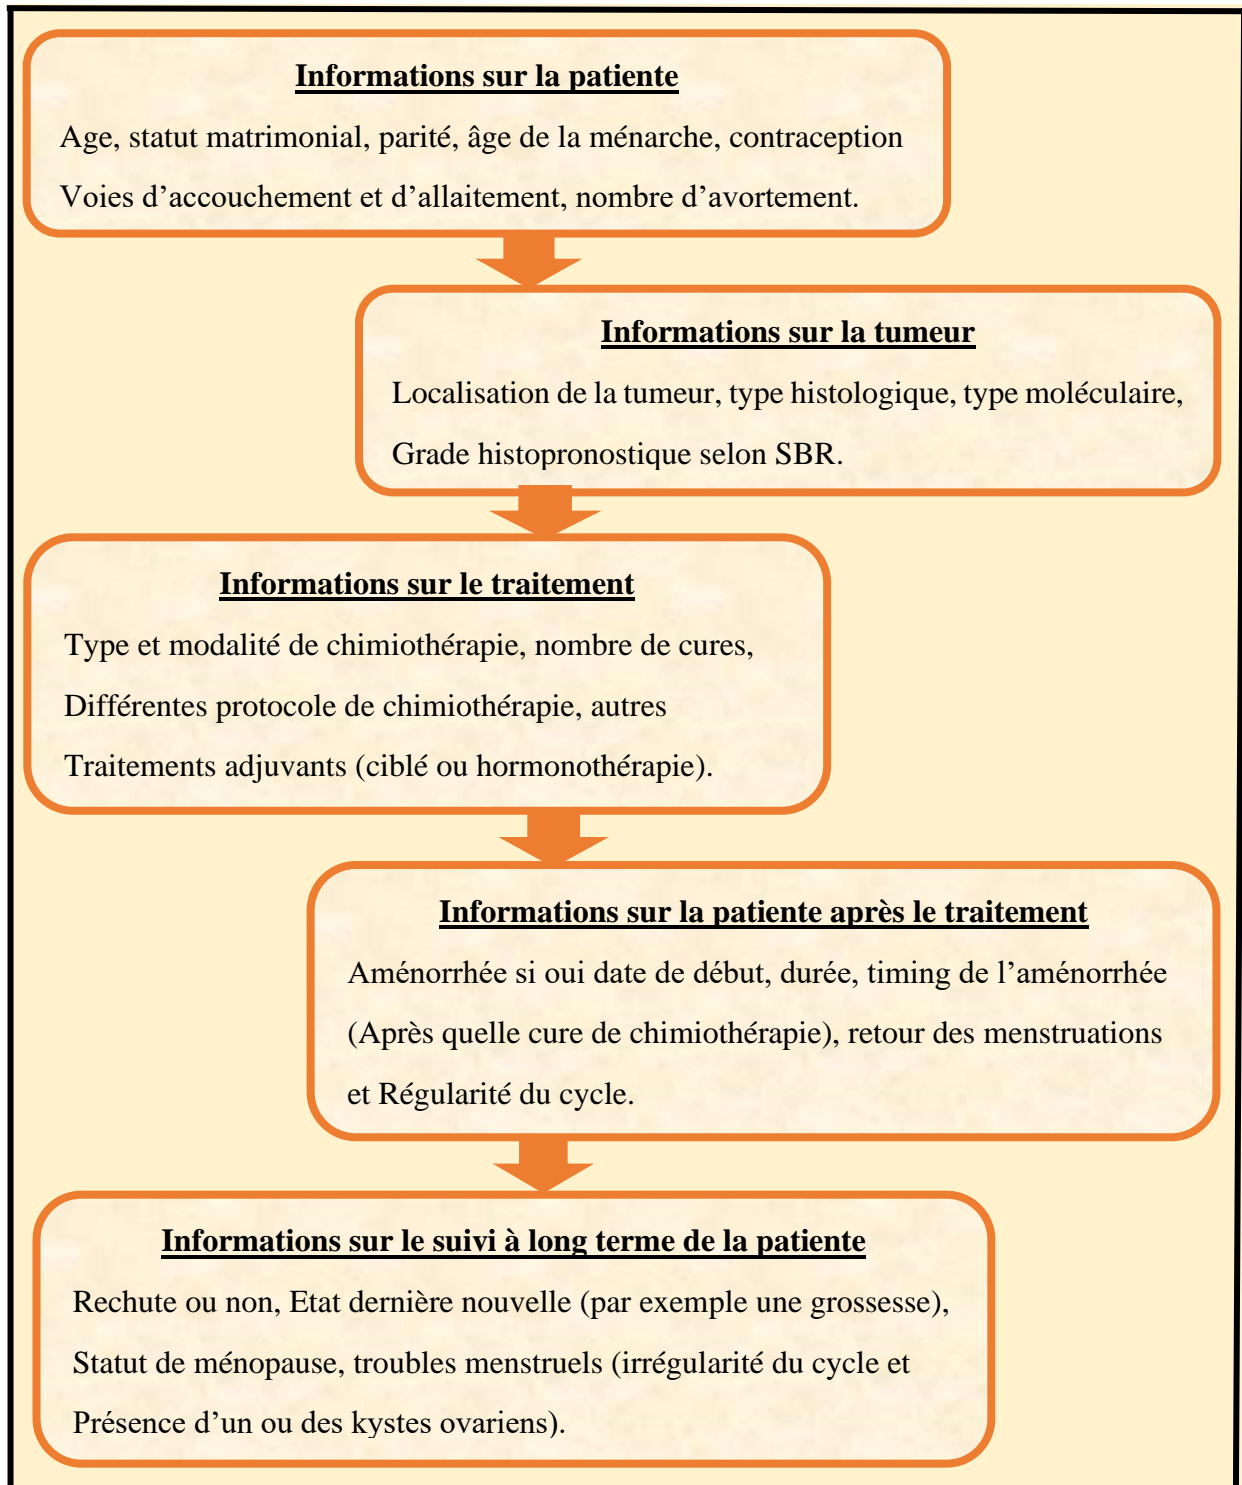 Informations sur la patiente
Age, statut matrimonial, parité, âge de la ménarche, contraception
Voies d’accouchement et d’allaitement, nombre d’avortement.
Informations sur la tumeur
Localisation de la tumeur, type histologique, type moléculaire,
Grade histopronostique selon SBR.
Informations sur le traitement
Type et modalité de chimiothérapie, nombre de cures,
Différentes protocole de chimiothérapie, autres
Traitements adjuvants (ciblé ou hormonothérapie).
Informations sur la patiente après le traitement
Aménorrhée si oui date de début, durée, timing de l’aménorrhée
(Après quelle cure de chimiothérapie), retour des menstruations
et Régularité du cycle.
Informations sur le suivi à long terme de la patiente
Rechute ou non, Etat dernière nouvelle (par exemple une grossesse),
Statut de ménopause, troubles menstruels (irrégularité du cycle et
Présence d’un ou des kystes ovariens).